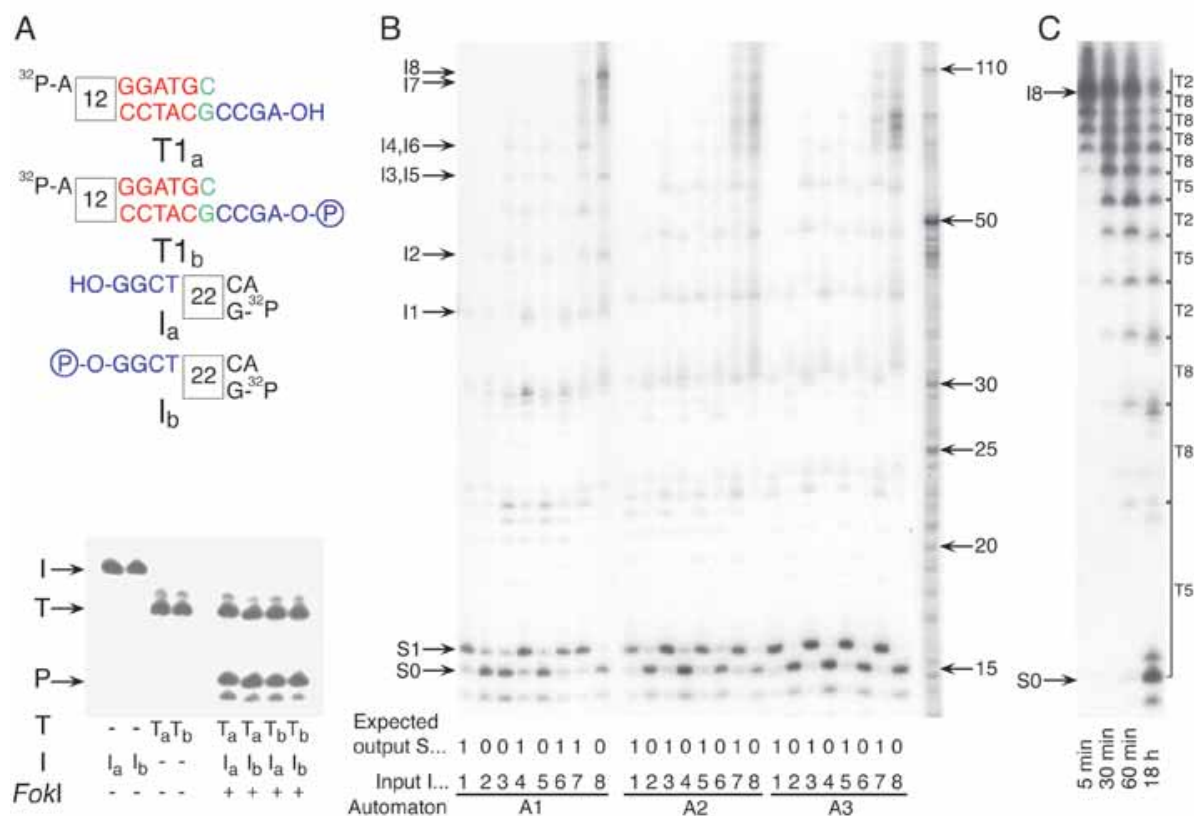 A
³²P-A 12 GGATGC
CCTACGCCGA-OH
T1a
³²P-A 12 GGATGC
CCTACGCCGA-O-P
T1b
HO-GGCT 22 CA
G-³²P
Ia
P-O-GGCT 22 CA
G-³²P
Ib
I
T
P
T - - Ta Tb Ta Ta Tb Tb
I Ia Ib - - Ia Ib Ia Ib
FokI - - - - + + + +
B
I8
I7
I4,I6
I3,I5
I2
I1
S1
S0
110
50
30
25
20
15
Expected
output S... 1 0 0 1 0 1 1 0 1 0 1 0 1 0 1 0 1 0 1 0 1 0 1 0
Input I... 1 2 3 4 5 6 7 8 1 2 3 4 5 6 7 8 1 2 3 4 5 6 7 8
Automaton A1 A2 A3
C
I8
S0
T2
T8
T8
T8
T8
T5
T2
T5
T2
T8
T8
T5
5 min
30 min
60 min
18 h